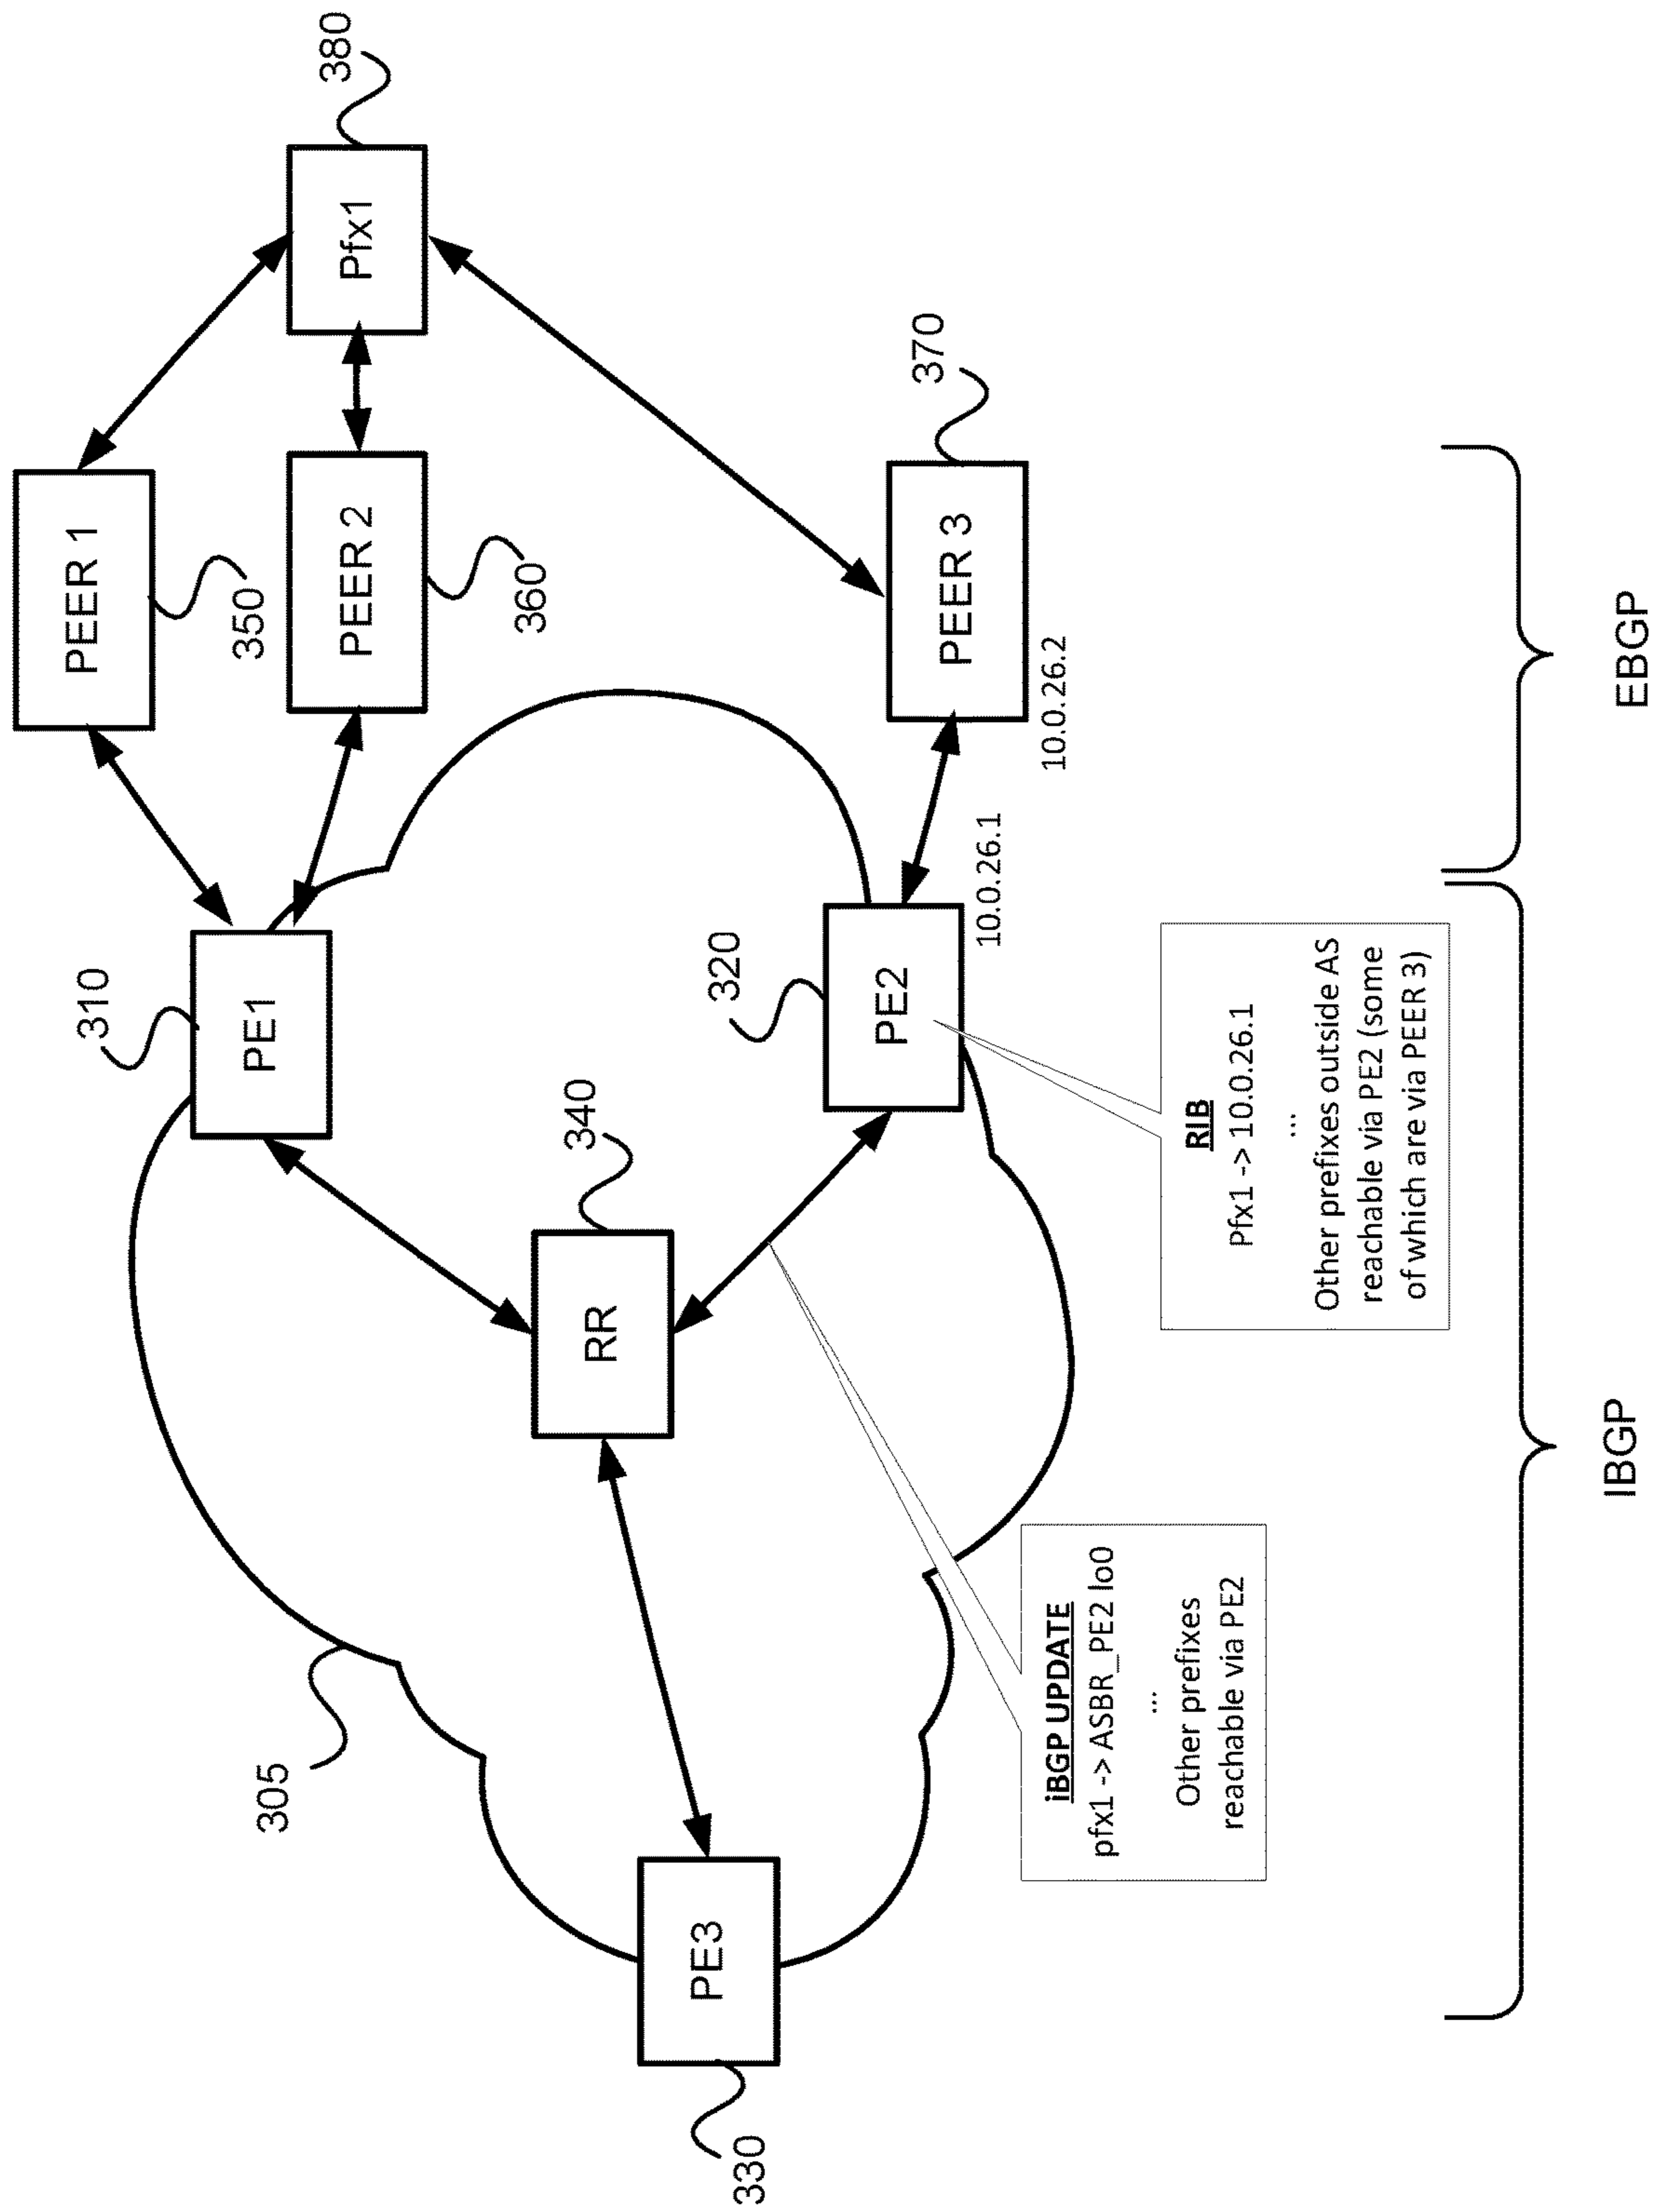 PEER 1
350
380
Pfx1
310
PE1
PEER 2
360
305
340
RR
320
PE2
370
PEER 3
10.0.26.1
10.0.26.2
330
PE3
iBGP UPDATE
pfx1 -> ASBR_PE2 lo0
...
Other prefixes
reachable via PE2
RIB
Pfx1 -> 10.0.26.1
...
Other prefixes outside AS
reachable via PE2 (some
of which are via PEER 3)
IBGP
EBGP